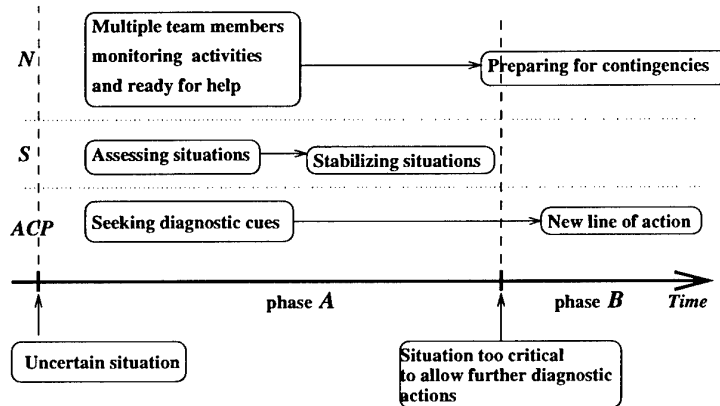 N
Multiple team members
monitoring activities
and ready for help
Preparing for contingencies
S
Assessing situations
Stabilizing situations
ACP
Seeking diagnostic cues
New line of action
phase A
phase B
Time
Uncertain situation
Situation too critical
to allow further diagnostic
actions